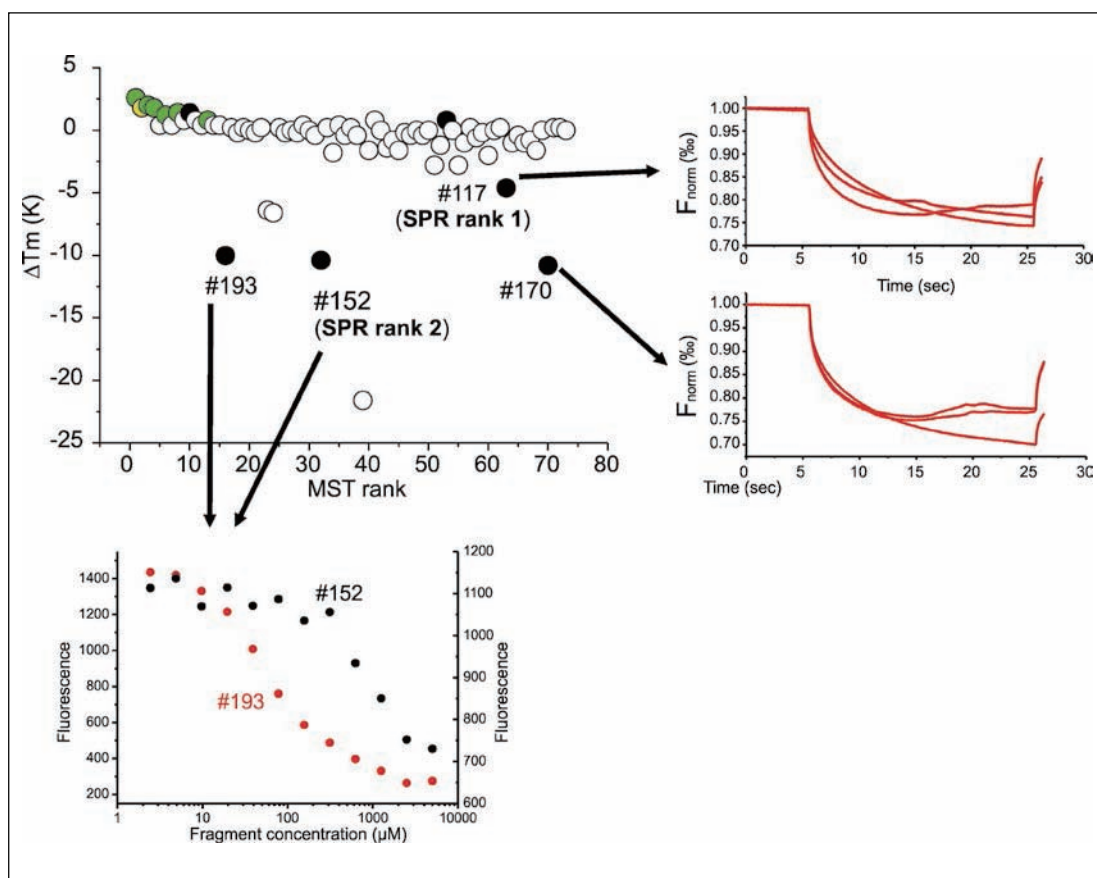 5
0
-5
-10
-15
-20
-25
ΔTm (K)
0 10 20 30 40 50 60 70 80
MST rank
#117
(SPR rank 1)
#193
#152
(SPR rank 2)
#170
1.00
0.95
0.90
0.85
0.80
0.75
0.70
Fnorm (‰)
0 5 10 15 20 25 30
Time (sec)
1.00
0.95
0.90
0.85
0.80
0.75
0.70
Fnorm (‰)
0 5 10 15 20 25 30
Time (sec)
1400
1200
1000
800
600
400
200
Fluorescence
#152
#193
1200
1100
1000
900
800
700
600
Fluorescence
1 10 100 1000 10000
Fragment concentration (µM)